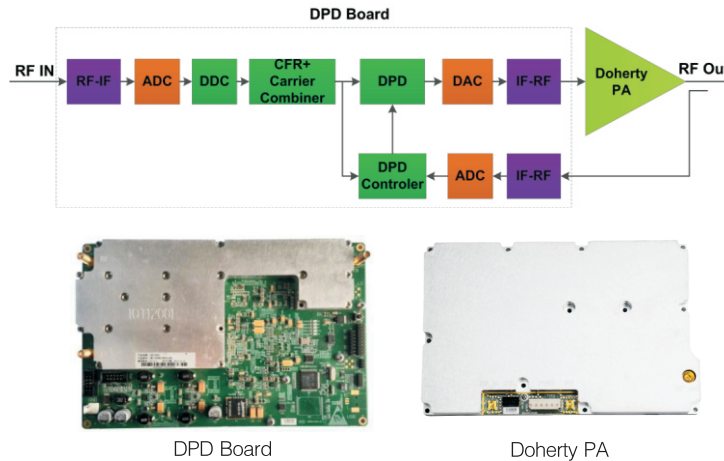 DPD Board
RF IN
RF-IF
ADC
DDC
CFR+
Carrier
Combiner
DPD
DAC
IF-RF
Doherty
PA
RF Ou
DPD
Controler
ADC
IF-RF
DPD Board
Doherty PA